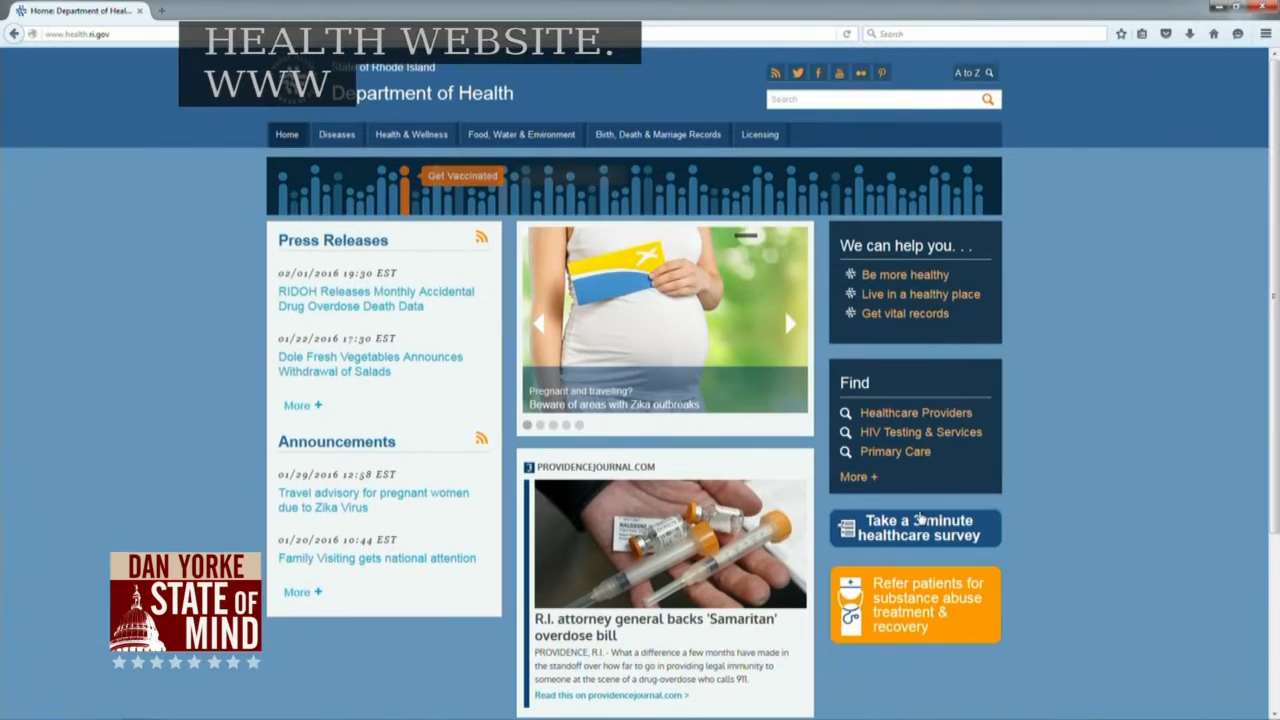 Home: Department of Heal...
www.health.ri.gov
Search
HEALTH WEBSITE.
WWW
State of Rhode Island
Department of Health
A to Z
Search
Home
Diseases
Health & Wellness
Food, Water & Environment
Birth, Death & Marriage Records
Licensing
Get Vaccinated
Press Releases
02/01/2016 19:30 EST
RIDOH Releases Monthly Accidental
Drug Overdose Death Data
01/22/2016 17:30 EST
Dole Fresh Vegetables Announces
Withdrawal of Salads
More +
Announcements
01/29/2016 12:58 EST
Travel advisory for pregnant women
due to Zika Virus
01/20/2016 10:44 EST
Family Visiting gets national attention
More +
Pregnant and travelling?
Beware of areas with Zika outbreaks
PROVIDENCEJOURNAL.COM
R.I. attorney general backs 'Samaritan'
overdose bill
PROVIDENCE, R.I. - What a difference a few months have made in
the standoff over how far to go in providing legal immunity to
someone at the scene of a drug-overdose who calls 911.
Read this on providencejournal.com >
We can help you. . .
Be more healthy
Live in a healthy place
Get vital records
Find
Healthcare Providers
HIV Testing & Services
Primary Care
More +
Take a 3 minute
healthcare survey
Refer patients for
substance abuse
treatment &
recovery
DAN YORKE
STATE OF
MIND